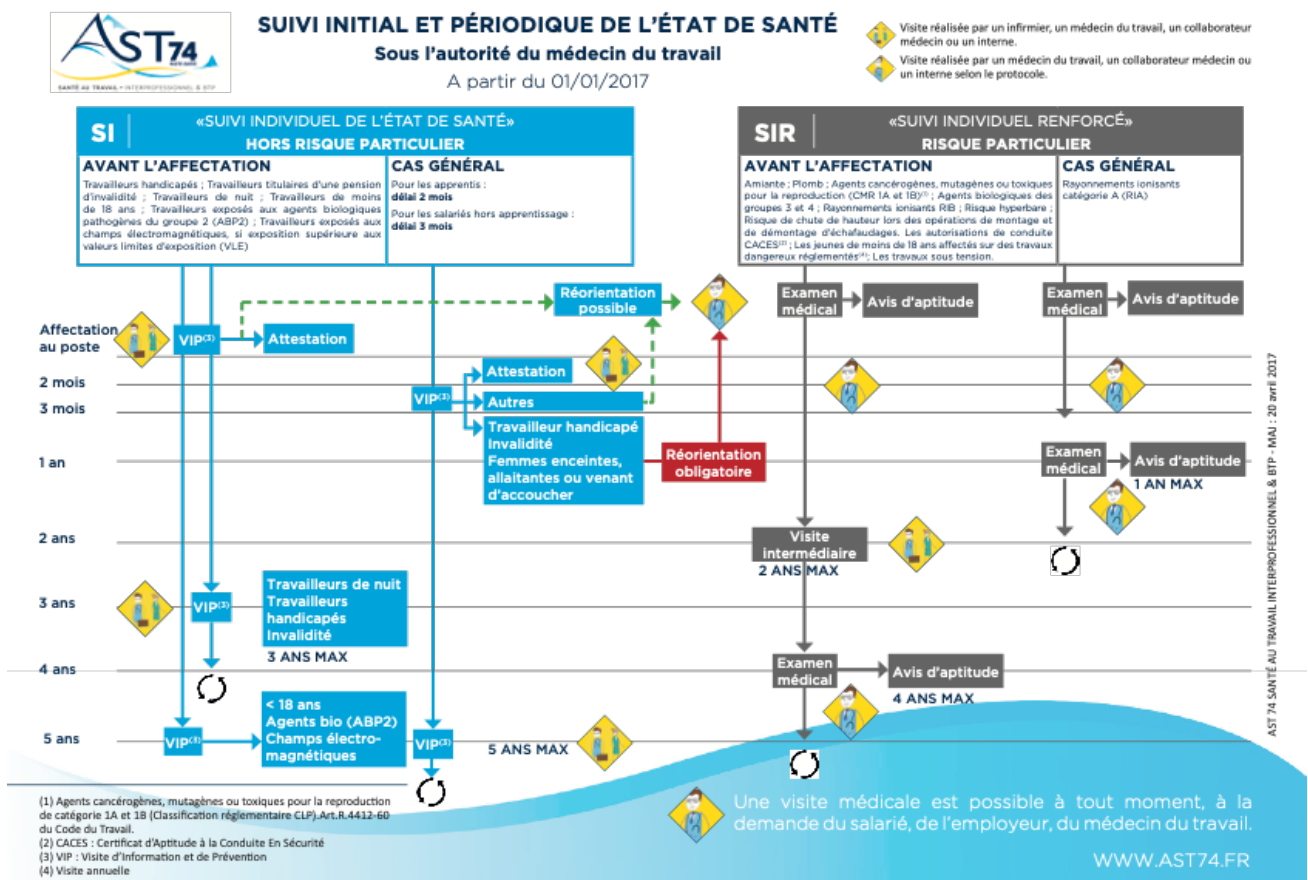 AST74
SANTÉ AU TRAVAIL • INTERPROFESSIONNEL & BTP
SUIVI INITIAL ET PÉRIODIQUE DE L'ÉTAT DE SANTÉ
Sous l'autorité du médecin du travail
A partir du 01/01/2017
Visite réalisée par un infirmier, un médecin du travail, un collaborateur
médecin ou un interne.
Visite réalisée par un médecin du travail, un collaborateur médecin ou
un interne selon le protocole.
SI
«SUIVI INDIVIDUEL DE L'ÉTAT DE SANTÉ»
HORS RISQUE PARTICULIER
AVANT L'AFFECTATION
Travailleurs handicapés ; Travailleurs titulaires d'une pension
d'invalidité ; Travailleurs de nuit ; Travailleurs de moins
de 18 ans ; Travailleurs exposés aux agents biologiques
pathogènes du groupe 2 (ABP2) ; Travailleurs exposés aux
champs électromagnétiques, si exposition supérieure aux
valeurs limites d'exposition (VLE)
CAS GÉNÉRAL
Pour les apprentis :
délai 2 mois
Pour les salariés hors apprentissage :
délai 3 mois
SIR
«SUIVI INDIVIDUEL RENFORCÉ»
RISQUE PARTICULIER
AVANT L'AFFECTATION
Amiante ; Plomb ; Agents cancérogènes, mutagènes ou toxiques
pour la reproduction (CMR 1A et 1B)(1) ; Agents biologiques des
groupes 3 et 4 ; Rayonnements ionisants RIB ; Risque hyperbare ;
Risque de chute de hauteur lors des opérations de montage et
de démontage d'échafaudages. Les autorisations de conduite
CACES(2) ; Les jeunes de moins de 18 ans affectés sur des travaux
dangereux réglementés(4); Les travaux sous tension.
CAS GÉNÉRAL
Rayonnements ionisants
catégorie A (RIA)
Réorientation
possible
Examen
médical
Avis d'aptitude
Examen
médical
Avis d'aptitude
Affectation
au poste
VIP(3)
Attestation
2 mois
3 mois
VIP(3)
Attestation
Autres
Travailleur handicapé
Invalidité
Femmes enceintes,
allaitantes ou venant
d'accoucher
Réorientation
obligatoire
1 an
Examen
médical
Avis d'aptitude
1 AN MAX
2 ans
Visite
intermédiaire
2 ANS MAX
3 ans
VIP(3)
Travailleurs de nuit
Travailleurs
handicapés
Invalidité
3 ANS MAX
4 ans
Examen
médical
Avis d'aptitude
4 ANS MAX
5 ans
VIP(3)
< 18 ans
Agents bio (ABP2)
Champs électro-
magnétiques
VIP(3)
5 ANS MAX
(1) Agents cancérogènes, mutagènes ou toxiques pour la reproduction
de catégorie 1A et 1B (Classification réglementaire CLP).Art.R.4412-60
du Code du Travail.
(2) CACES : Certificat d'Aptitude à la Conduite En Sécurité
(3) VIP : Visite d'Information et de Prévention
(4) Visite annuelle
Une visite médicale est possible à tout moment, à la
demande du salarié, de l'employeur, du médecin du travail.
WWW.AST74.FR
AST 74 SANTÉ AU TRAVAIL INTERPROFESSIONNEL & BTP - MAJ : 20 avril 2017